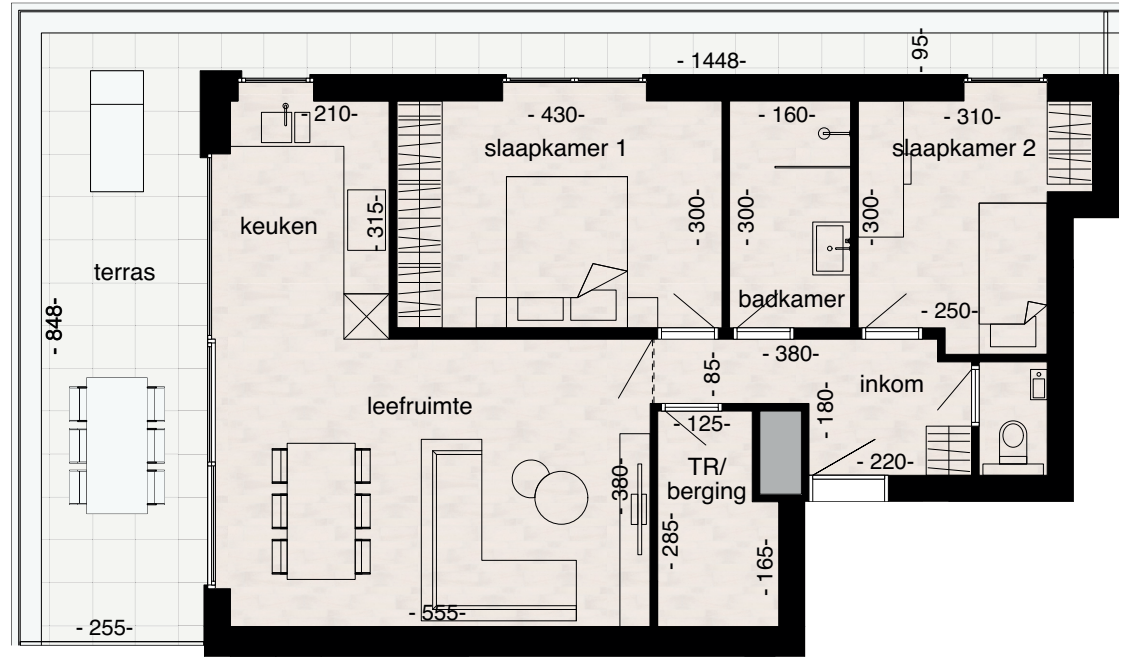 - 1448-
- 95-
- 210-
- 430-
- 160-
- 310-
slaapkamer 1
slaapkamer 2
keuken
- 315-
- 300-
- 300-
- 300-
terras
badkamer
- 250-
- 848-
- 380-
- 85-
inkom
leefruimte
- 180-
- 125-
- 220-
TR/
berging
- 380-
- 285-
- 165-
- 555-
- 255-